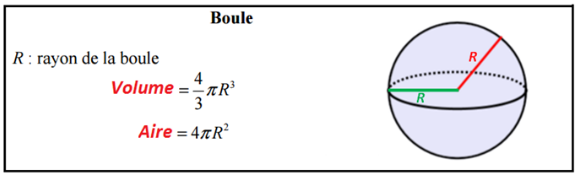 Boule
R : rayon de la boule
Volume = 4/3 πR³
Aire = 4πR²
R
R